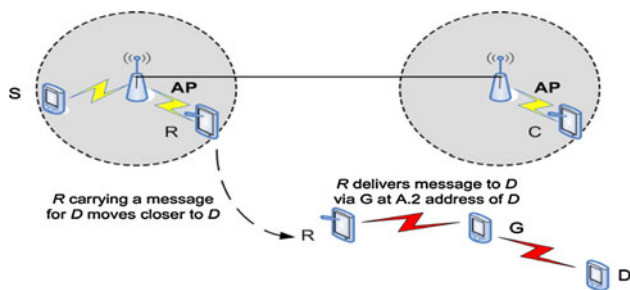 S
AP
R
AP
C
R carrying a message
for D moves closer to D
R delivers message to D
via G at A.2 address of D
R
G
D